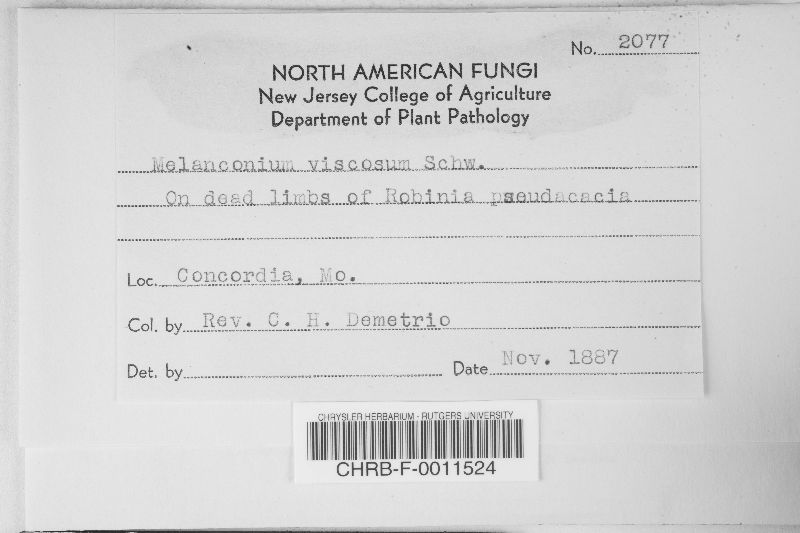 No. 2077
NORTH AMERICAN FUNGI
New Jersey College of Agriculture
Department of Plant Pathology
Melanconium viscosum Schw.
On dead limbs of Robinia pseudacacia
Loc. Concordia, Mo.
Col. by Rev. C. H. Demetrio
Det. by Date Nov. 1887
CHRYSLER HERBARIUM - RUTGERS UNIVERSITY
CHRB-F-0011524